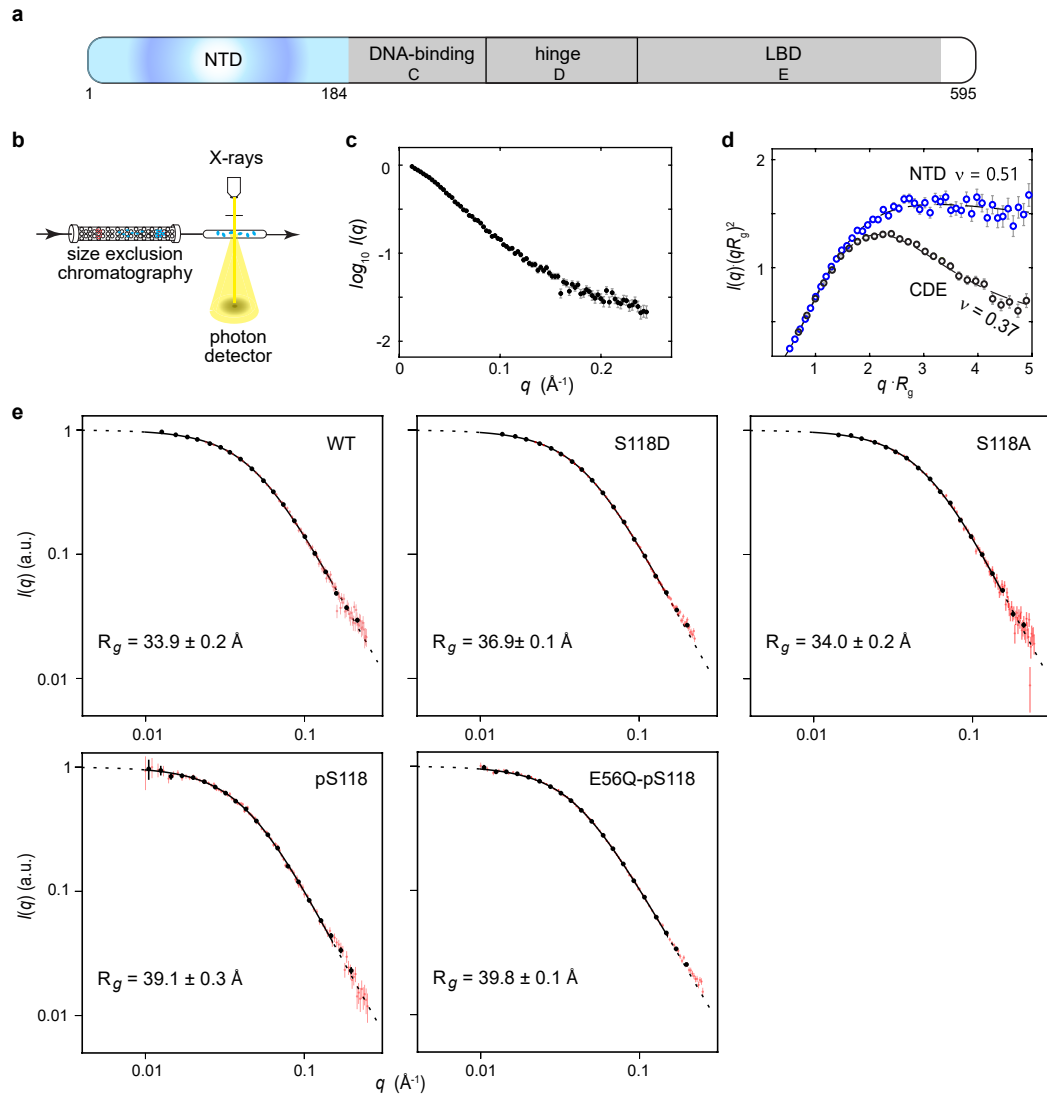 a
NTD
DNA-binding
C
hinge
D
LBD
E
1
184
595
b
X-rays
size exclusion
chromatography
photon
detector
c
log10 I(q)
0
-1
-2
0.1
0.2
q (Å-1)
d
I(q)·(qRg)2
2
1
NTD ν = 0.51
CDE
ν = 0.37
1
2
3
4
5
q·Rg
e
I(q) (a.u.)
1
0.1
0.01
WT
Rg = 33.9 ± 0.2 Å
0.01
0.1
S118D
Rg = 36.9± 0.1 Å
0.01
0.1
S118A
Rg = 34.0 ± 0.2 Å
0.01
0.1
I(q) (a.u.)
1
0.1
0.01
pS118
Rg = 39.1 ± 0.3 Å
0.01
0.1
E56Q-pS118
Rg = 39.8 ± 0.1 Å
0.01
0.1
q (Å-1)